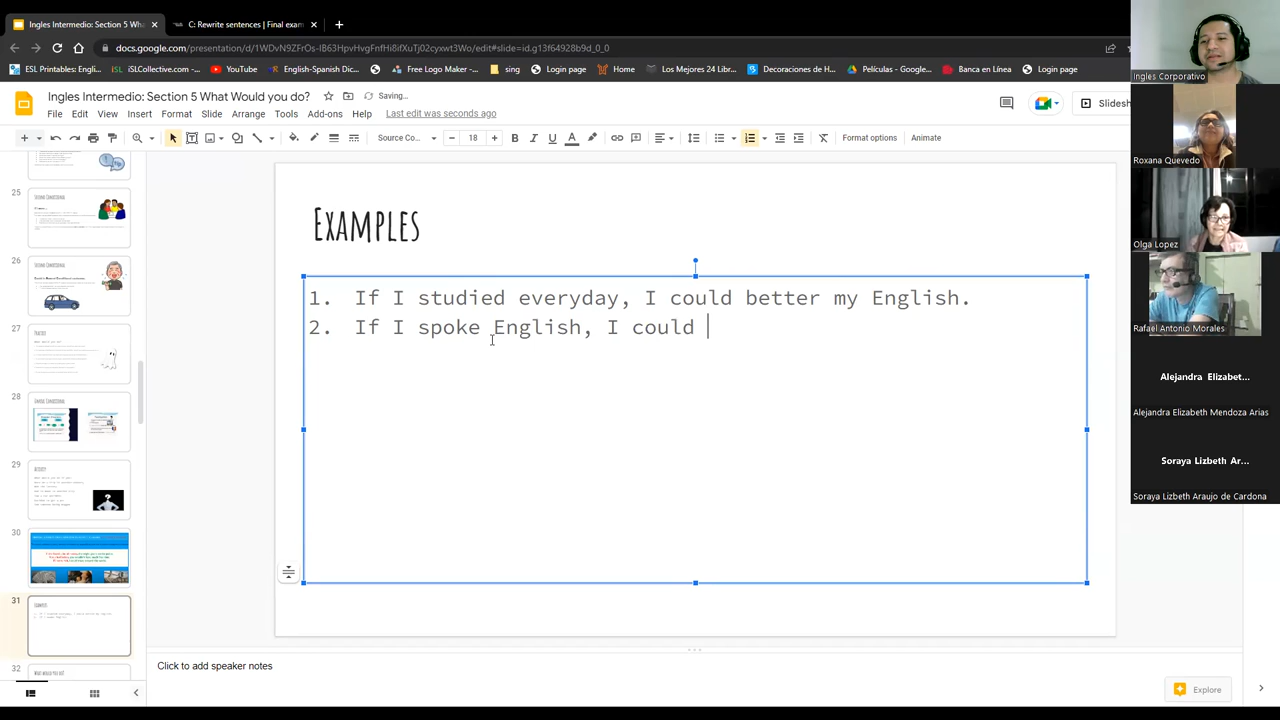 Ingles Intermedio: Section 5 What
C: Rewrite sentences | Final exam
docs.google.com/presentation/d/1WDvN9ZFrOs-IB63HpvHvgFnfHi8ifXuTj02cyxwt3Wo/edit#slide=id.g13f64928b9d_0_0
ESL Printables: Engli...
iSLCollective.com -...
YouTube
English-Spanish Dic...
Free Logo Maker -...
sing
Login page
Home
Los Mejores 24 Lor...
Decoraciones de H...
Películas - Google...
Banca en Línea
Login page
Ingles Intermedio: Section 5 What Would you do?
Saving...
File Edit View Insert Format Slide Arrange Tools Add-ons Help Last edit was seconds ago
Slidesh
Source Co...
18
Format options
Animate
25
26
27
28
29
30
31
32
Examples
1. If I studied everyday, I could better my English.
2. If I spoke English, I could
Click to add speaker notes
Explore
Ingles Corporativo
Roxana Quevedo
Olga Lopez
Rafael Antonio Morales
Alejandra Elizabet...
Alejandra Elizabeth Mendoza Arias
Soraya Lizbeth Ar...
Soraya Lizbeth Araujo de Cardona